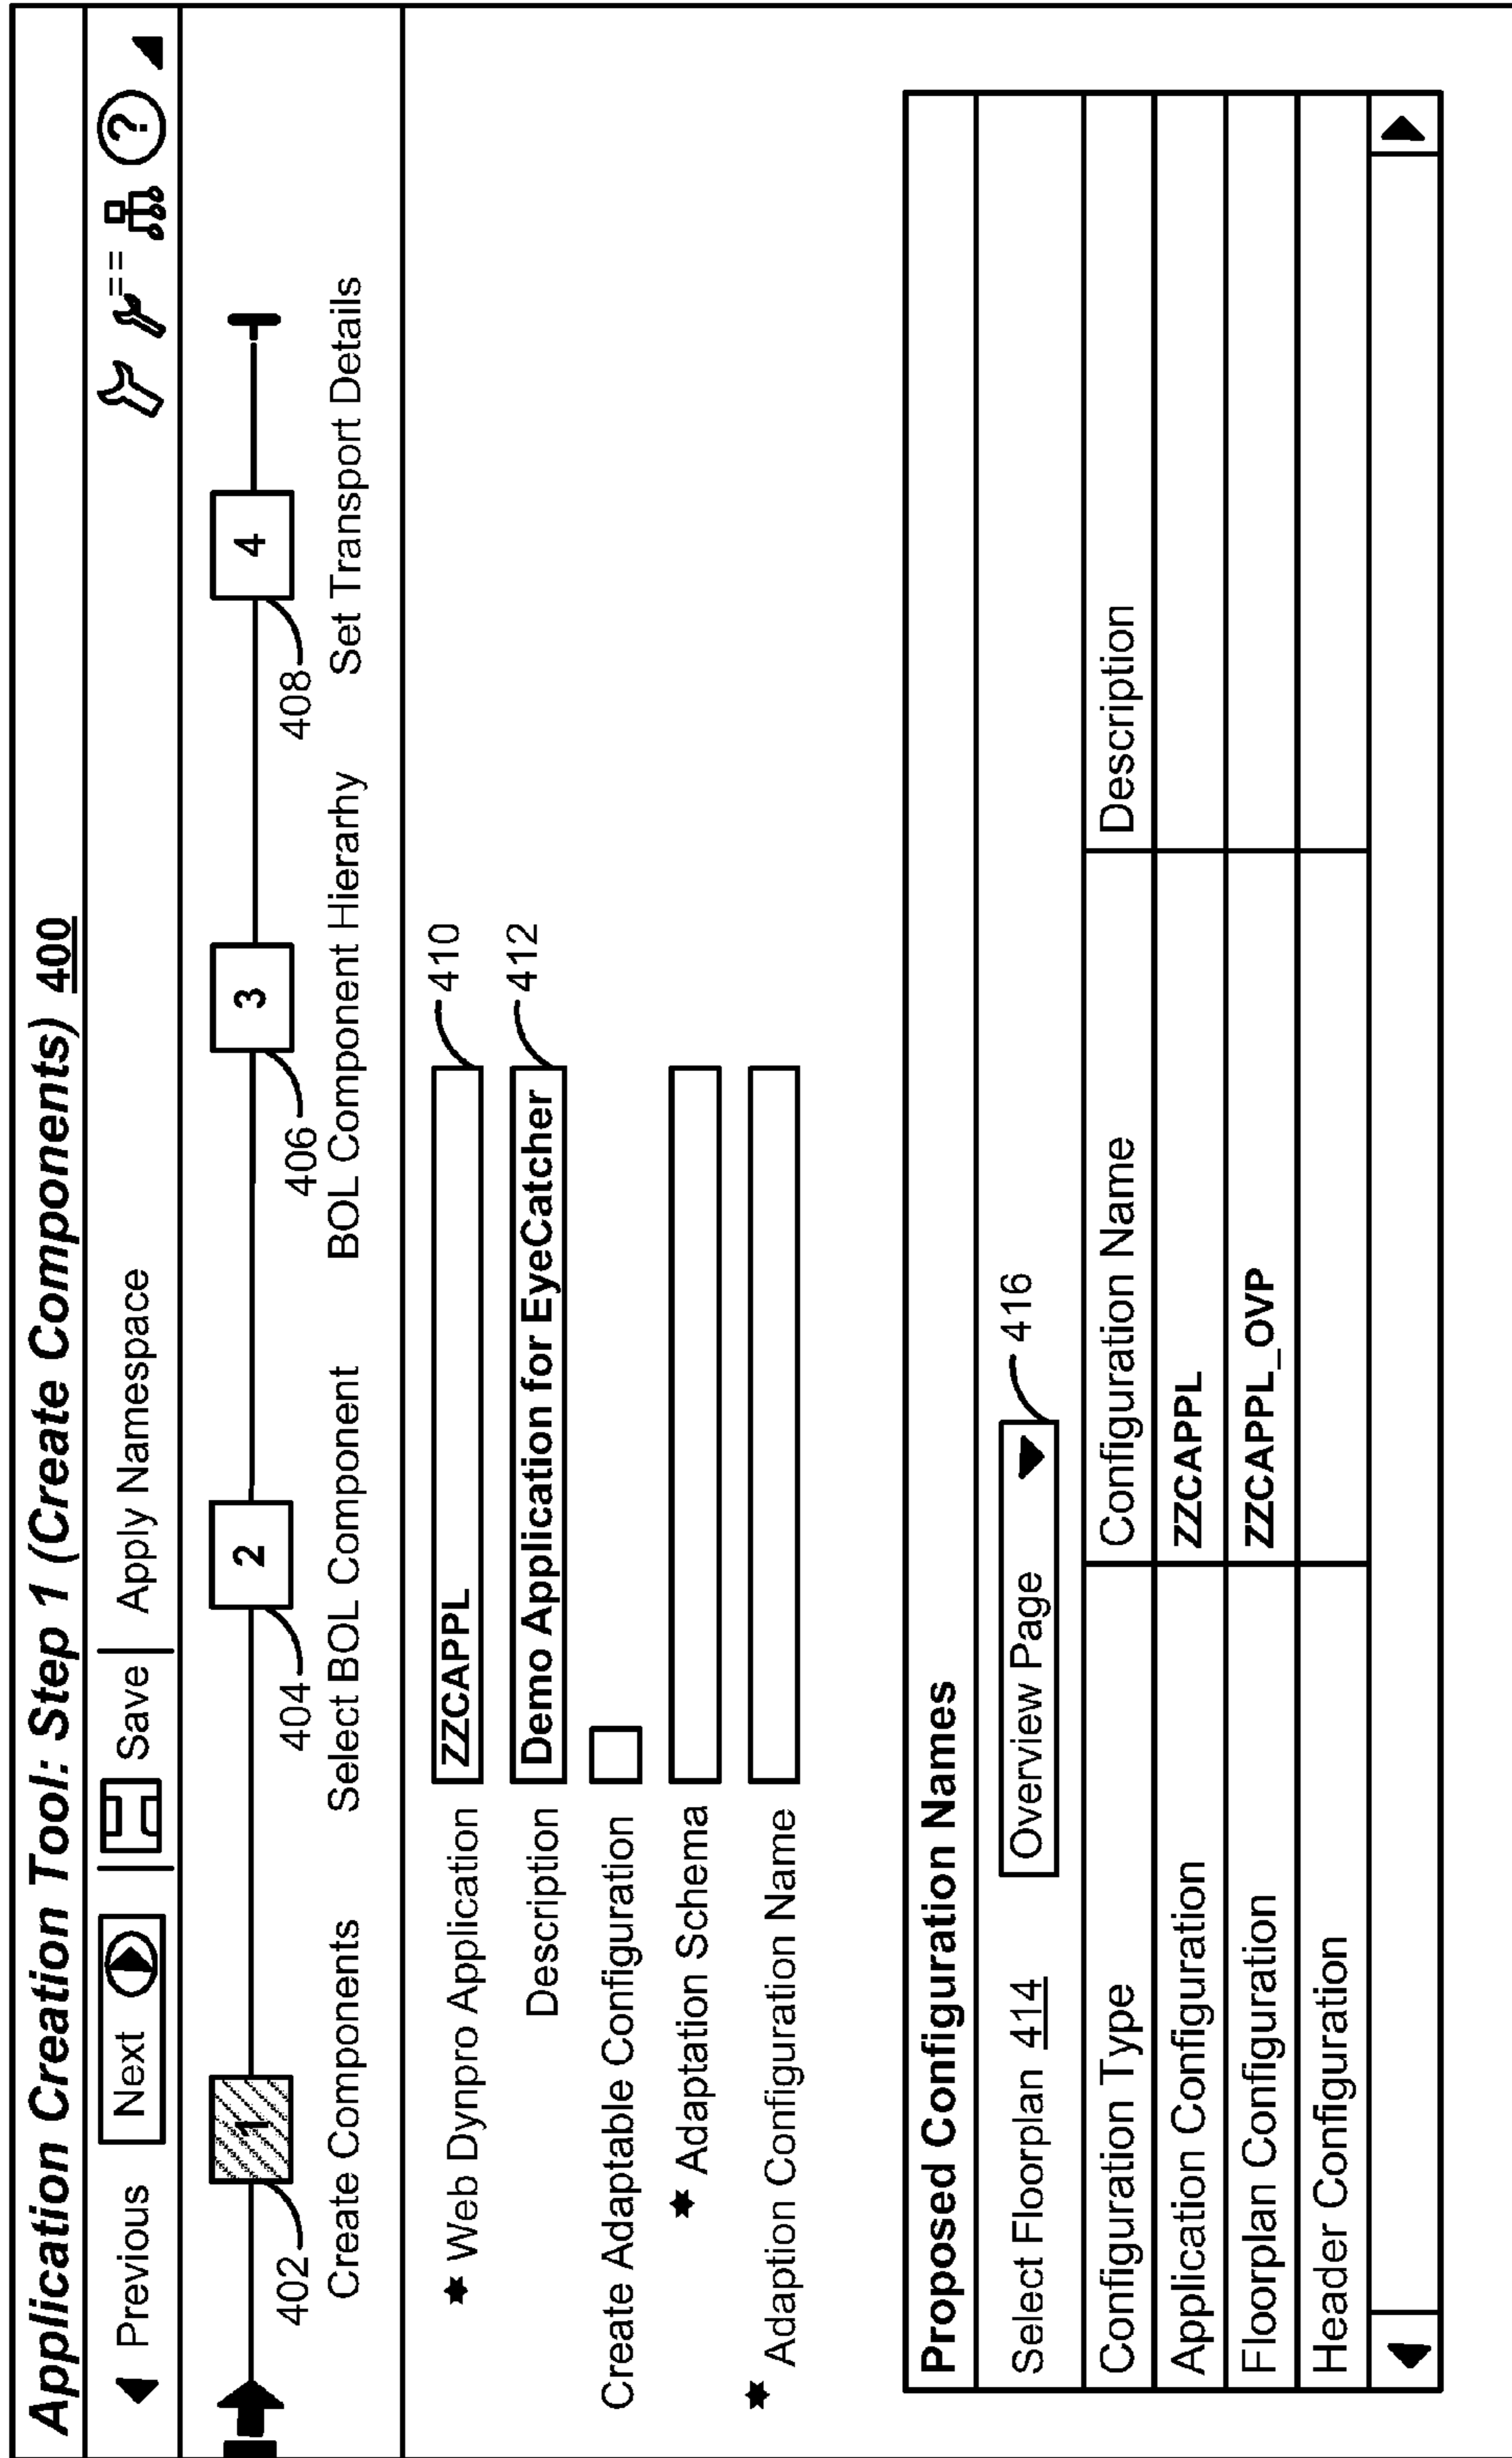 Application Creation Tool: Step 1 (Create Components) 400
Previous Next Save Apply Namespace ?
1 2 3 4
402 404 406 408
Create Components Select BOL Component BOL Component Hierarhy Set Transport Details
* Web Dynpro Application ZZCAPPL 410
Description Demo Application for EyeCatcher 412
Create Adaptable Configuration
* Adaptation Schema
* Adaption Configuration Name
Proposed Configuration Names
Select Floorplan 414 Overview Page 416
Configuration Type Configuration Name Description
Application Configuration ZZCAPPL
Floorplan Configuration ZZCAPPL_OVP
Header Configuration